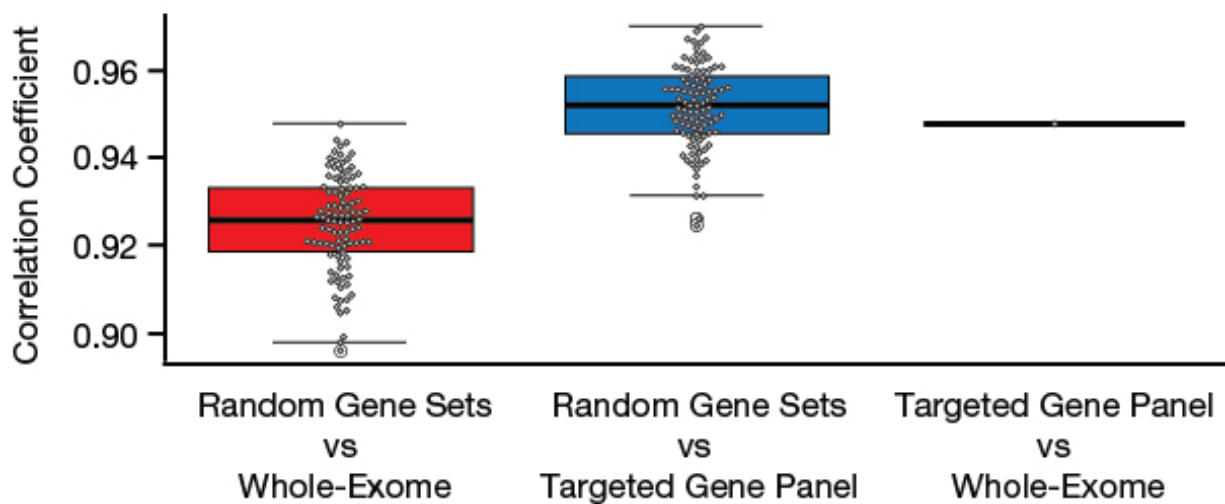 Correlation Coefficient
0.96
0.94
0.92
0.90
Random Gene Sets
vs
Whole-Exome
Random Gene Sets
vs
Targeted Gene Panel
Targeted Gene Panel
vs
Whole-Exome